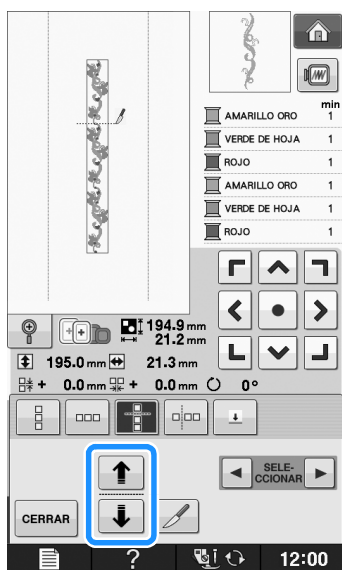 min
AMARILLO ORO 1
VERDE DE HOJA 1
ROJO 1
AMARILLO ORO 1
VERDE DE HOJA 1
ROJO 1
194.9 mm
21.2 mm
195.0 mm 21.3 mm
+ 0.0 mm + 0.0 mm 0°
SELE-
CCIONAR
CERRAR
? 12:00